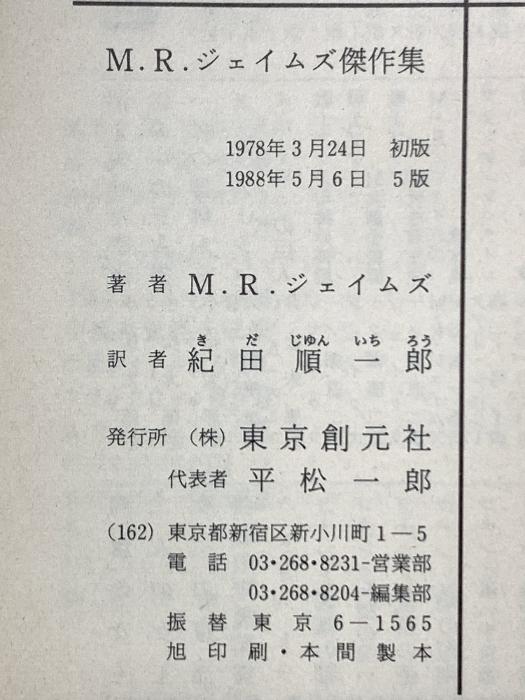 M.R.ジェイムズ傑作集
1978年3月24日 初版
1988年5月6日 5版
著者 M.R.ジェイムズ
きだじゆんいちろう
訳者 紀田順一郎
発行所 (株) 東京創元社
代表者 平松一郎
(162) 東京都新宿区新小川町1—5
電話 03・268・8231-営業部
03・268・8204-編集部
振替 東京 6—1565
旭印刷・本間製本